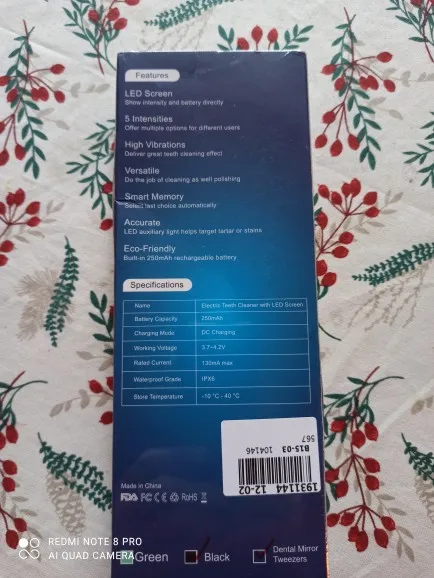 Features
LED Screen
Show intensity and battery directly
5 Intensities
Offer multiple options for different users
High Vibrations
Deliver great teeth cleaning effect
Versatile
Do the job of cleaning as well polishing
Smart Memory
Select last choice automatically
Accurate
LED auxiliary light helps target tartar or stains
Eco-Friendly
Built-in 250mAh rechargeable battery
Specifications
Name Electric Teeth Cleaner with LED Screen
Battery Capacity 250mAh
Charging Mode DC Charging
Working Voltage 3.7~4.2V
Rated Current 130mA max
Waterproof Grade IPX6
Store Temperature -10 °C - 40 °C
1931144 12-02
B15-03 104146
567
Made in China
FDA FC CE RoHS
Green Black Dental Mirror
Tweezers
REDMI NOTE 8 PRO
AI QUAD CAMERA